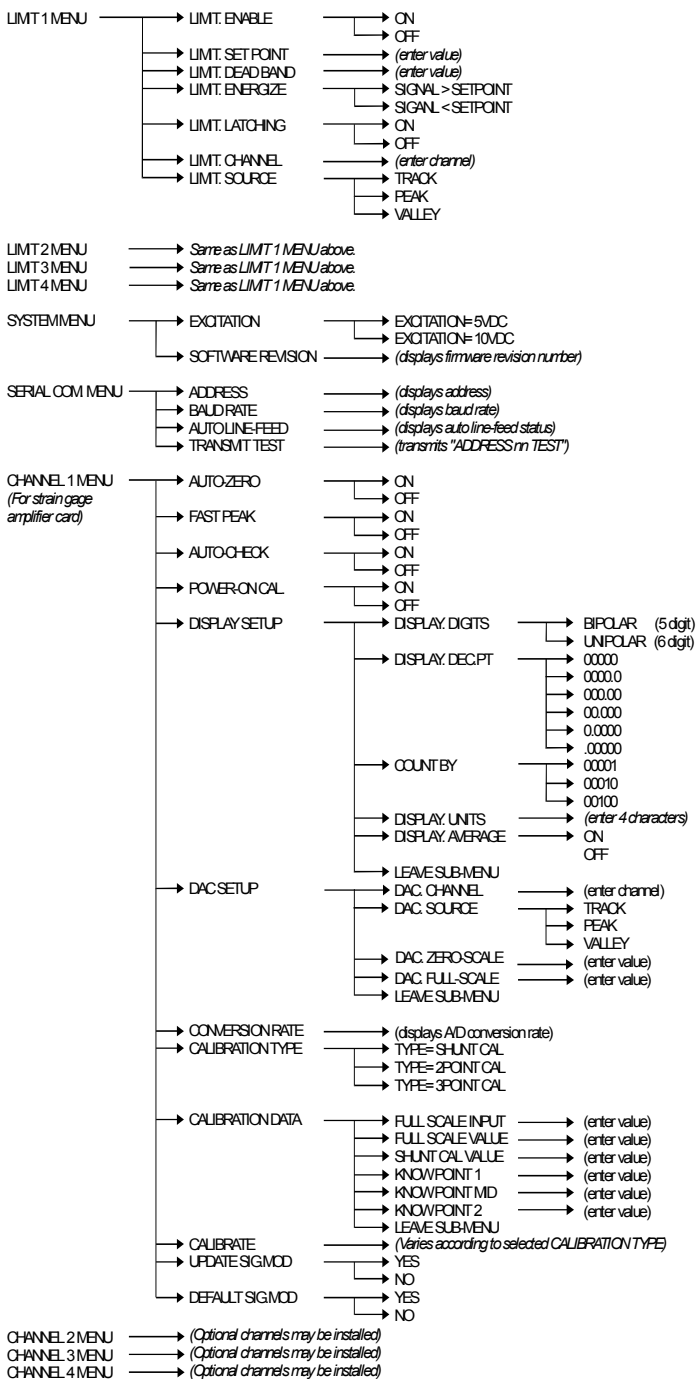 LIMIT 1 MENU LIMIT. ENABLE ON
OFF
LIMIT. SET POINT (enter value)
LIMIT. DEAD BAND (enter value)
LIMIT. ENERGIZE SIGNAL > SETPOINT
SIGANL < SETPOINT
LIMIT. LATCHING ON
OFF
LIMIT. CHANNEL (enter channel)
LIMIT. SOURCE TRACK
PEAK
VALLEY
LIMIT 2 MENU Same as LIMIT 1 MENU above.
LIMIT 3 MENU Same as LIMIT 1 MENU above.
LIMIT 4 MENU Same as LIMIT 1 MENU above.
SYSTEM MENU EXCITATION EXCITATION= 5VDC
EXCITATION= 10VDC
SOFTWARE REVISION (displays firmware revision number)
SERIAL COM. MENU ADDRESS (displays address)
BAUD RATE (displays baud rate)
AUTO LINE-FEED (displays auto line-feed status)
TRANSMIT TEST (transmits "ADDRESS nn TEST")
CHANNEL 1 MENU AUTO-ZERO ON
(For strain gage OFF
amplifier card) FAST PEAK ON
OFF
AUTO-CHECK ON
OFF
POWER-ON CAL ON
OFF
DISPLAY SETUP DISPLAY. DIGITS BIPOLAR (5 digit)
UNIPOLAR (6 digit)
DISPLAY. DEC.PT 00000
0000.0
000.00
00.000
0.0000
.00000
COUNT BY 00001
00010
00100
DISPLAY. UNITS (enter 4 characters)
DISPLAY. AVERAGE ON
OFF
LEAVE SUB-MENU
DAC SETUP DAC. CHANNEL (enter channel)
DAC. SOURCE TRACK
PEAK
VALLEY
DAC. ZERO-SCALE (enter value)
DAC. FULL-SCALE (enter value)
LEAVE SUB-MENU
CONVERSION RATE (displays A/D conversion rate)
CALIBRATION TYPE TYPE= SHUNT CAL
TYPE= 2POINT CAL
TYPE= 3POINT CAL
CALIBRATION DATA FULL SCALE INPUT (enter value)
FULL SCALE VALUE (enter value)
SHUNT CAL VALUE (enter value)
KNOW POINT 1 (enter value)
KNOW POINT MID (enter value)
KNOW POINT 2 (enter value)
LEAVE SUB-MENU
CALIBRATE (Varies according to selected CALIBRATION TYPE)
UPDATE SIG.MOD YES
NO
DEFAULT SIG.MOD YES
NO
CHANNEL 2 MENU (Optional channels may be installed)
CHANNEL 3 MENU (Optional channels may be installed)
CHANNEL 4 MENU (Optional channels may be installed)